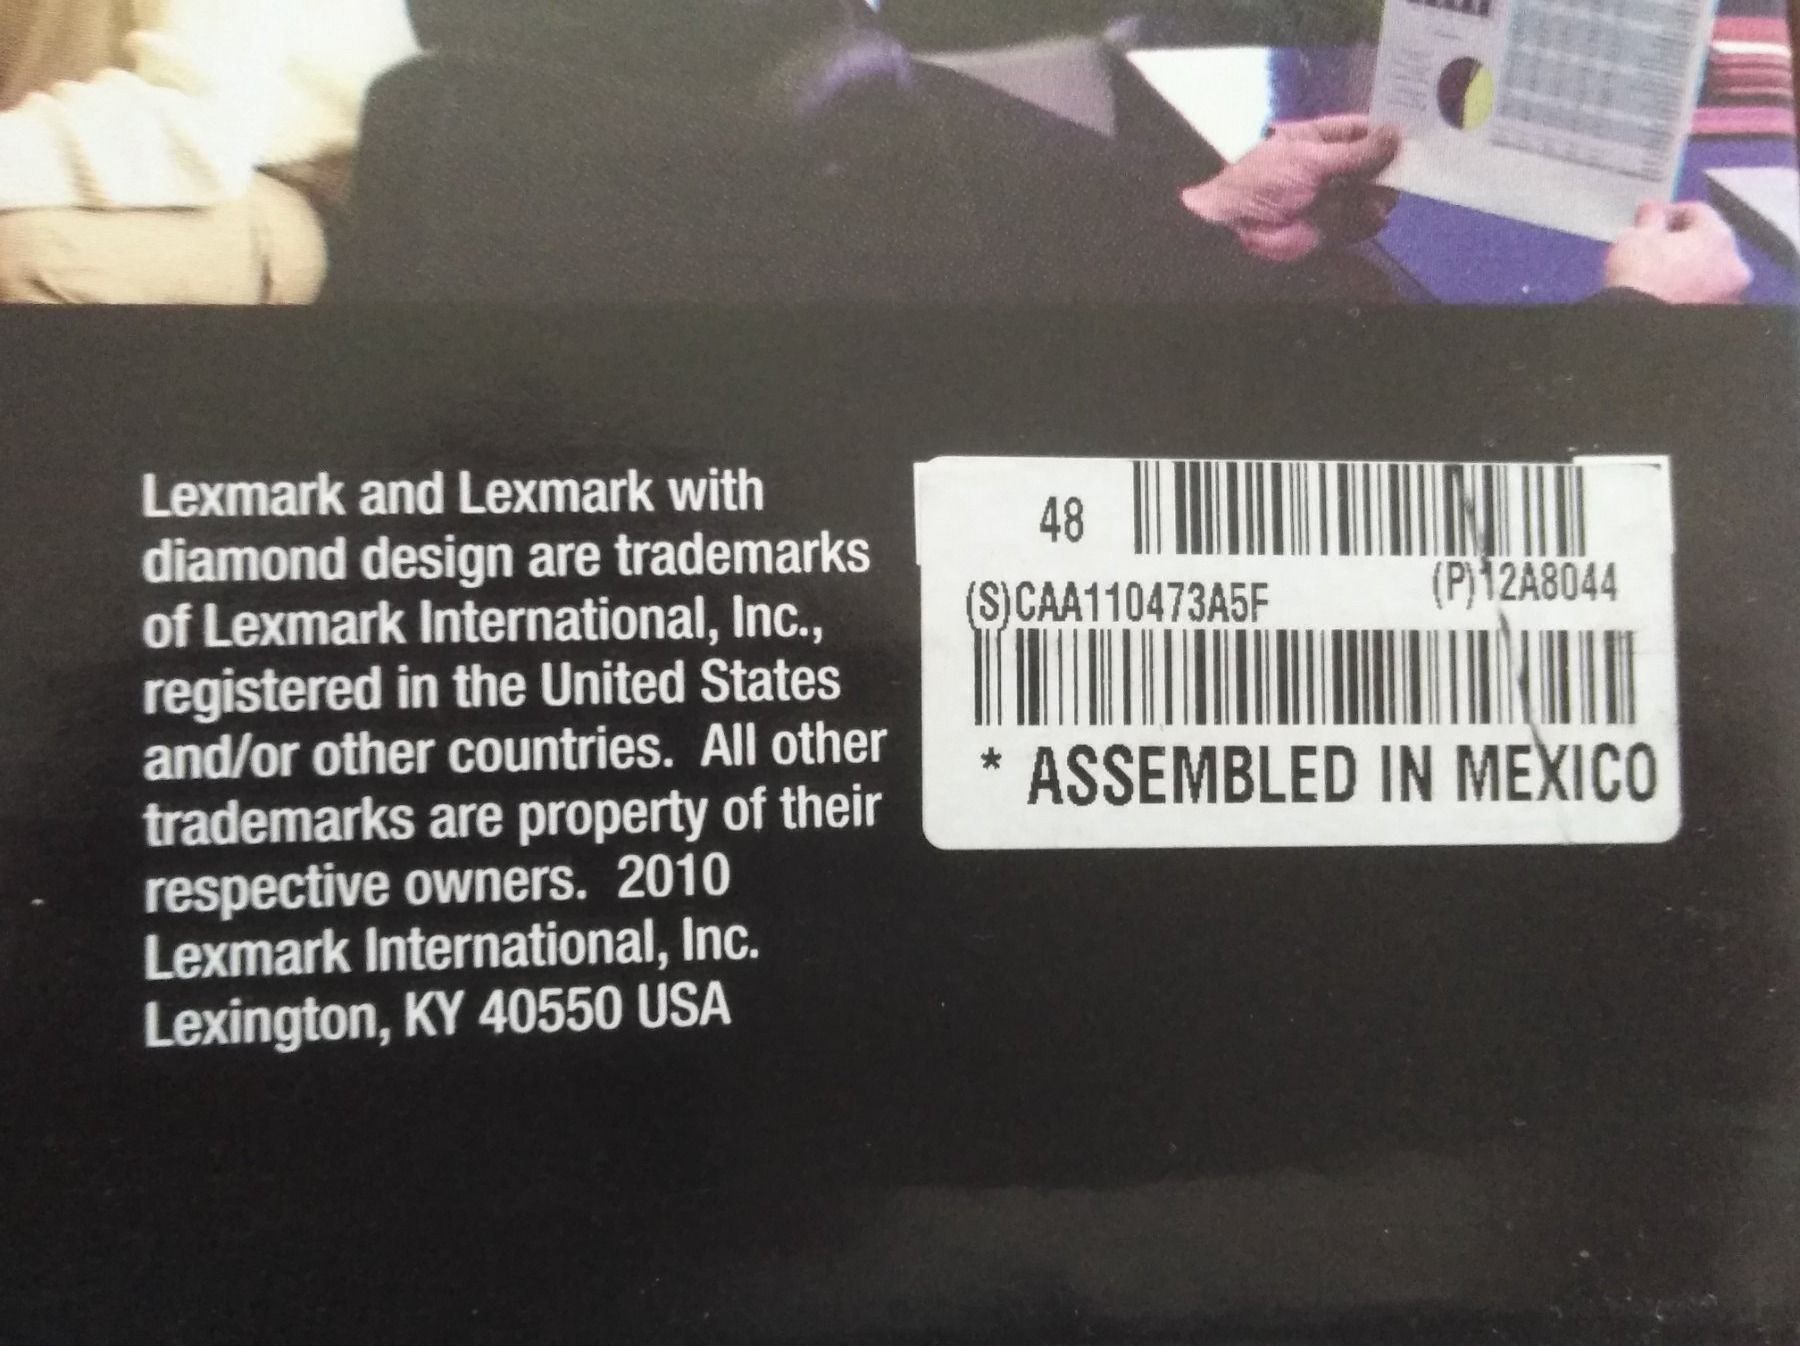 Lexmark and Lexmark with
diamond design are trademarks
of Lexmark International, Inc.,
registered in the United States
and/or other countries.  All other
trademarks are property of their
respective owners.  2010
Lexmark International, Inc.
Lexington, KY 40550 USA
48
(P)12A8044
(S)CAA110473A5F
* ASSEMBLED IN MEXICO